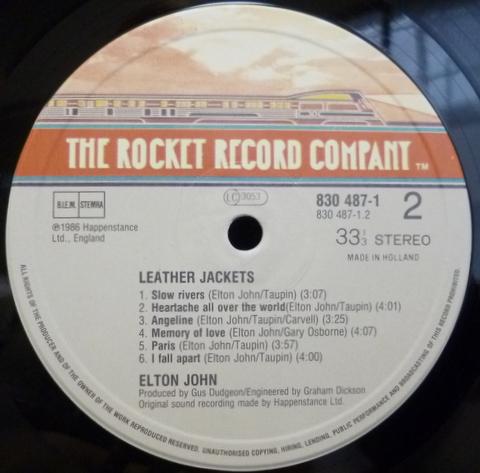 THE ROCKET RECORD COMPANY ™
B.I.E.M. STEMRA
LC 3053
830 487-1
830 487-1.2
2
℗1986 Happenstance
Ltd., England
33 1/3 STEREO
MADE IN HOLLAND
LEATHER JACKETS
1. Slow rivers (Elton John/Taupin) (3:07)
2. Heartache all over the world(Elton John/Taupin) (4:01)
3. Angeline (Elton John/Taupin/Carvell) (3:25)
4. Memory of love (Elton John/Gary Osborne) (4:07)
5. Paris (Elton John/Taupin) (3:57)
6. I fall apart (Elton John/Taupin) (4:00)
ELTON JOHN
Produced by Gus Dudgeon/Engineered by Graham Dickson
Original sound recording made by Happenstance Ltd.
ALL RIGHTS OF THE PRODUCER AND OF THE OWNER OF THE WORK REPRODUCED RESERVED. UNAUTHORISED COPYING, HIRING, LENDING, PUBLIC PERFORMANCE AND BROADCASTING OF THIS RECORD PROHIBITED.